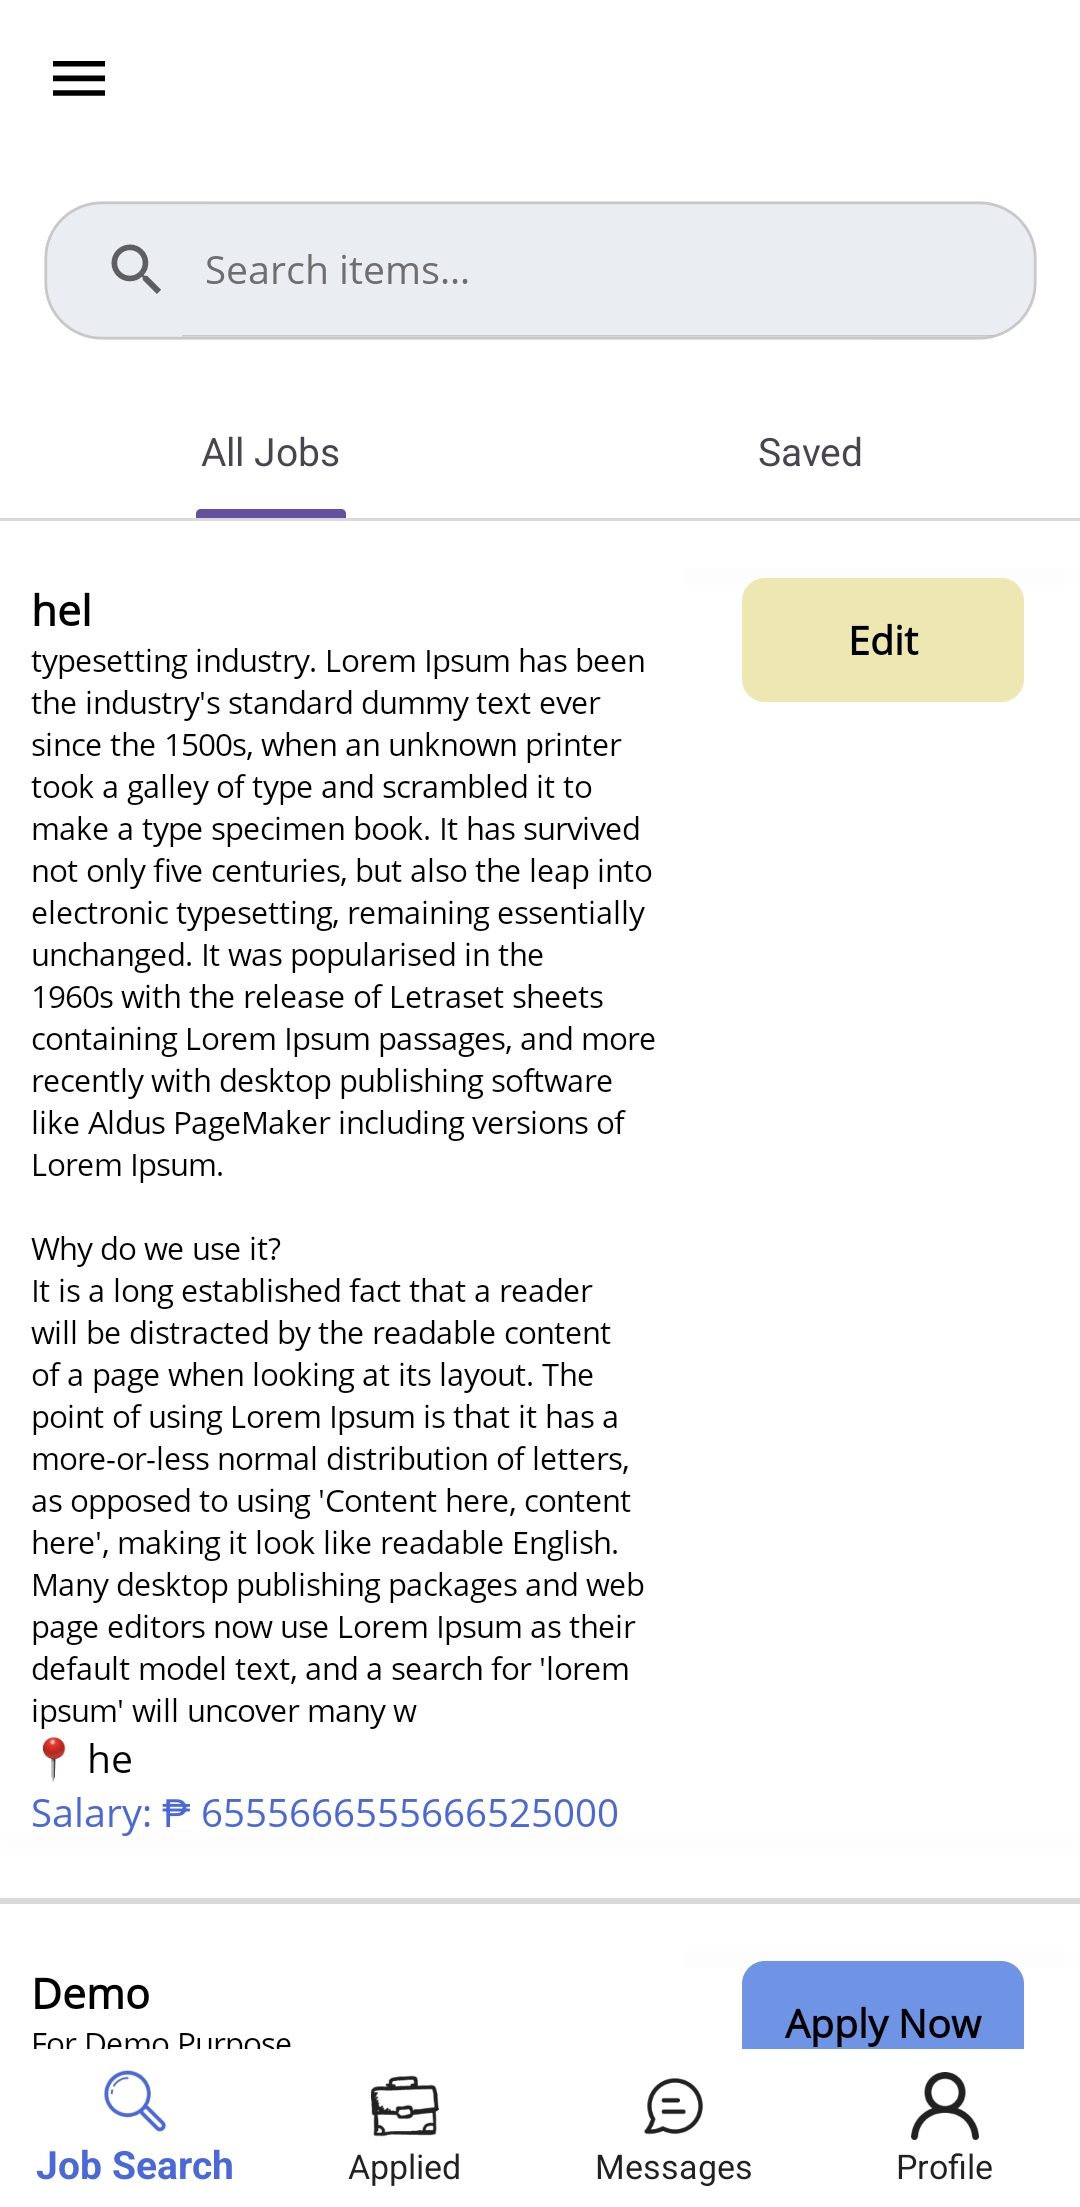 Search items...
All Jobs
Saved
hel
Edit
typesetting industry. Lorem Ipsum has been
the industry's standard dummy text ever
since the 1500s, when an unknown printer
took a galley of type and scrambled it to
make a type specimen book. It has survived
not only five centuries, but also the leap into
electronic typesetting, remaining essentially
unchanged. It was popularised in the
1960s with the release of Letraset sheets
containing Lorem Ipsum passages, and more
recently with desktop publishing software
like Aldus PageMaker including versions of
Lorem Ipsum.
Why do we use it?
It is a long established fact that a reader
will be distracted by the readable content
of a page when looking at its layout. The
point of using Lorem Ipsum is that it has a
more-or-less normal distribution of letters,
as opposed to using 'Content here, content
here', making it look like readable English.
Many desktop publishing packages and web
page editors now use Lorem Ipsum as their
default model text, and a search for 'lorem
ipsum' will uncover many w
📍 he
Salary: ₱ 6555666555666525000
Demo
Apply Now
For Demo Purpose
Job Search
Applied
Messages
Profile